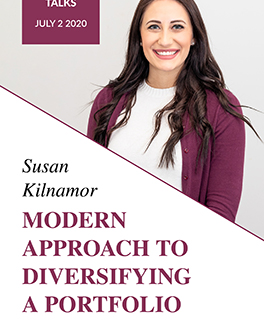 TALKS
JULY 2 2020
Susan
Kilnamor
MODERN
APPROACH TO
DIVERSIFYING
A PORTFOLIO